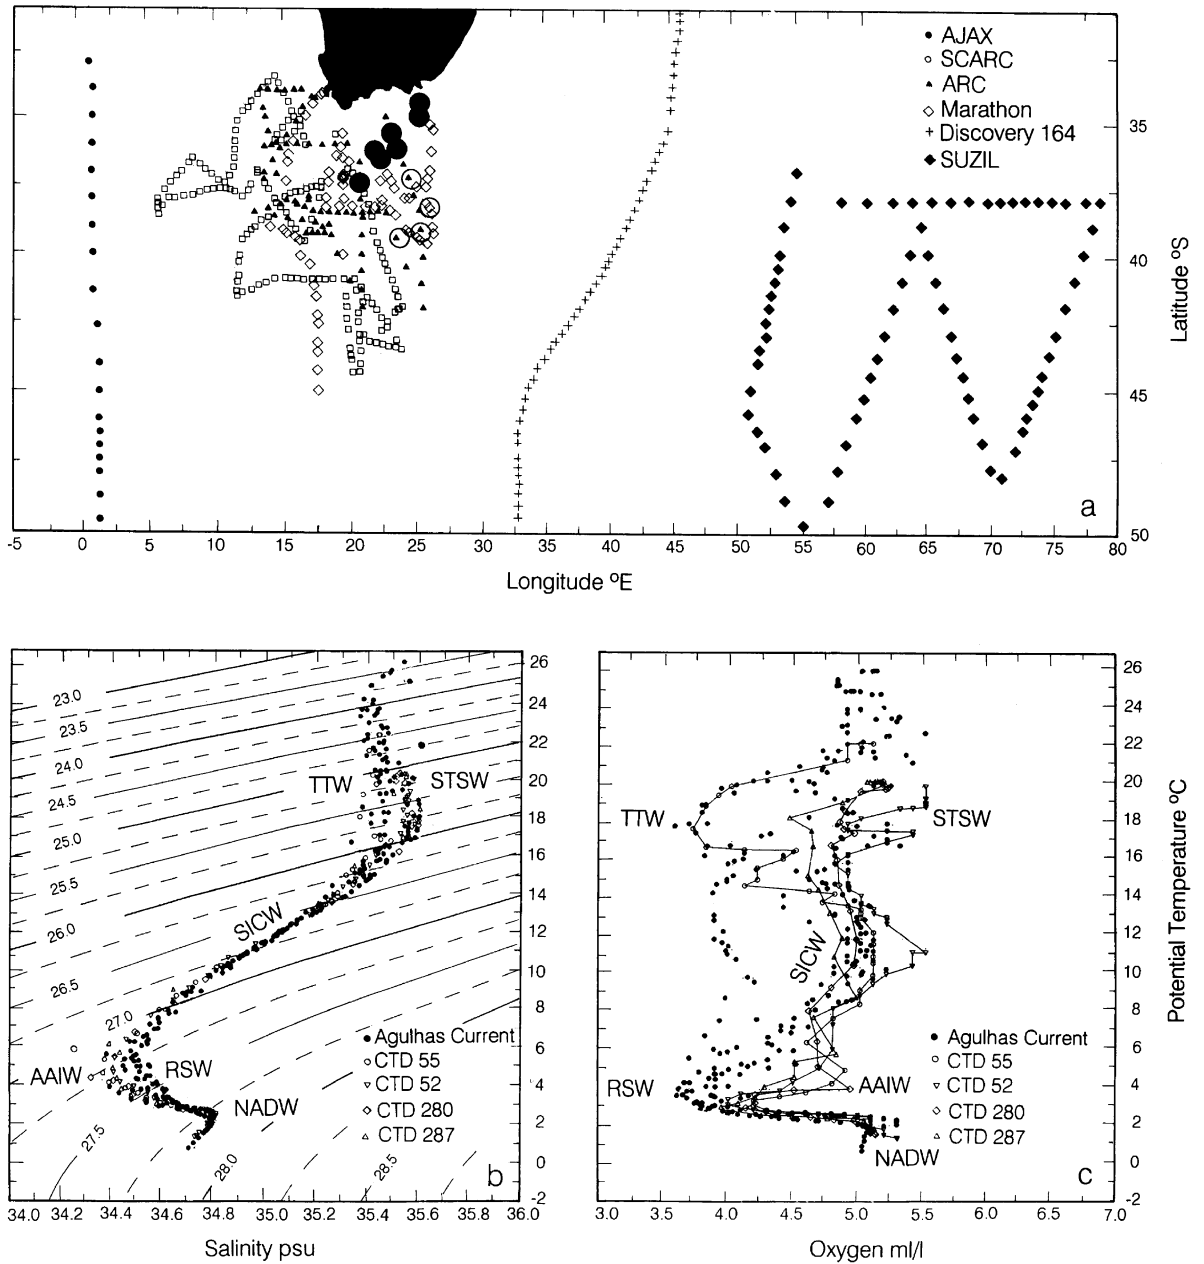 AJAX
SCARC
ARC
Marathon
Discovery 164
SUZIL
35
40
45
50
Latitude ºS
a
-5 0 5 10 15 20 25 30 35 40 45 50 55 60 65 70 75 80
Longitude ºE
26
24
22
20
18
16
14
12
10
8
6
4
2
0
-2
23.0
23.5
24.0
24.5
25.0
25.5
26.0
26.5
27.0
27.5
28.0
28.5
TTW
STSW
SICW
AAIW
RSW
NADW
Agulhas Current
CTD 55
CTD 52
CTD 280
CTD 287
b
34.0 34.2 34.4 34.6 34.8 35.0 35.2 35.4 35.6 35.8 36.0
Salinity psu
26
24
22
20
18
16
14
12
10
8
6
4
2
0
-2
Potential Temperature ºC
TTW
STSW
SICW
RSW
AAIW
NADW
Agulhas Current
CTD 55
CTD 52
CTD 280
CTD 287
c
3.0 3.5 4.0 4.5 5.0 5.5 6.0 6.5 7.0
Oxygen ml/l